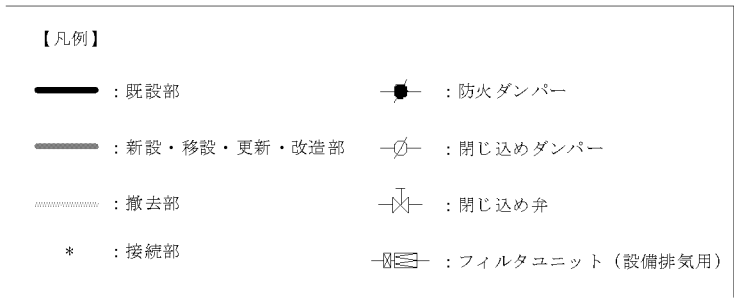 【凡例】
：既設部
：新設・移設・更新・改造部
：撤去部
＊ ：接続部
：防火ダンパー
：閉じ込めダンパー
：閉じ込め弁
：フィルタユニット（設備排気用）